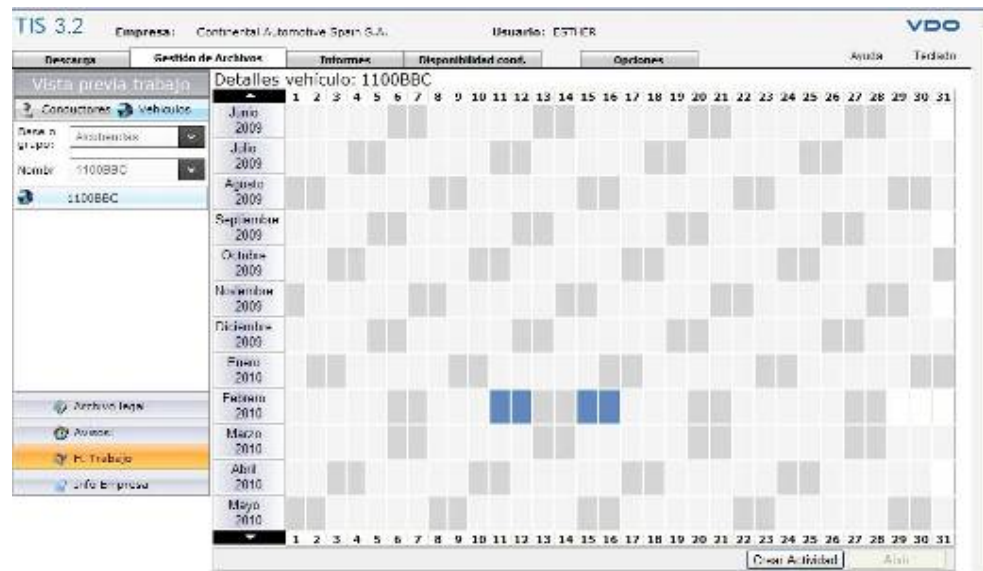 TIS 3.2 Empresa: Continental Automotive Spain S.A. Usuario: ESTHER VDO
Descarga Gestión de Archivos Informes Disponibilidad cond. Opciones Ayuda Teclado
Vista previa trabajo
Conductores Vehículos
Detalles vehículo: 1100BBC
1 2 3 4 5 6 7 8 9 10 11 12 13 14 15 16 17 18 19 20 21 22 23 24 25 26 27 28 29 30 31
grupo:
Nombr 1100BBC
1100BBC
Junio
2009
Julio
2009
Agosto
2009
Septiembre
2009
Octubre
2009
Noviembre
2009
Diciembre
2009
Enero
2010
Febrero
2010
Marzo
2010
Abril
2010
Mayo
2010
1 2 3 4 5 6 7 8 9 10 11 12 13 14 15 16 17 18 19 20 21 22 23 24 25 26 27 28 29 30 31
Archivo legal
Avisos
H. Trabajo
Info Empresa
Crear Actividad Abrir